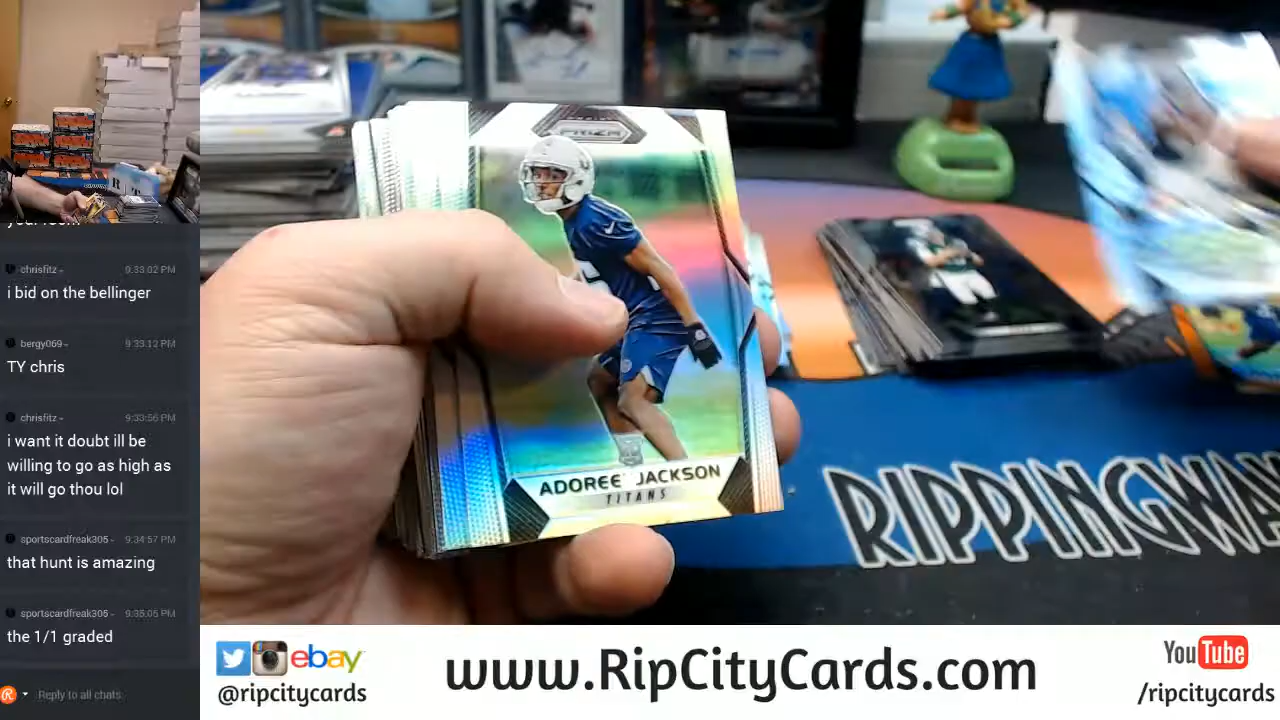 chrisfitz
9:33:02 PM
i bid on the bellinger
bergy069
9:33:12 PM
TY chris
chrisfitz
9:33:56 PM
i want it doubt ill be
willing to go as high as
it will go thou lol
sportscardfreak305
9:34:57 PM
that hunt is amazing
sportscardfreak305
9:35:05 PM
the 1/1 graded
Reply to all chats
PRIZM
ADOREE' JACKSON
TITANS
RIPPINGWA
ebay
@ripcitycards
www.RipCityCards.com
YouTube
/ripcitycards